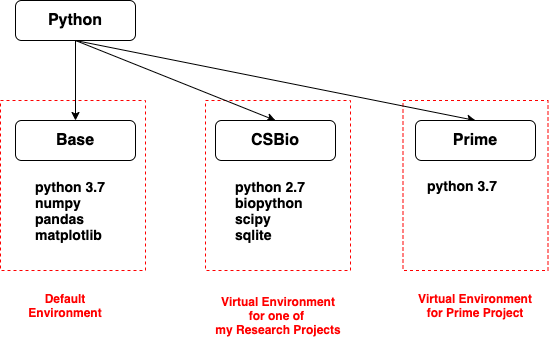 Python
Base
python 3.7
numpy
pandas
matplotlib
Default
Environment
CSBio
python 2.7
biopython
scipy
sqlite
Virtual Environment
for one of
my Research Projects
Prime
python 3.7
Virtual Environment
for Prime Project